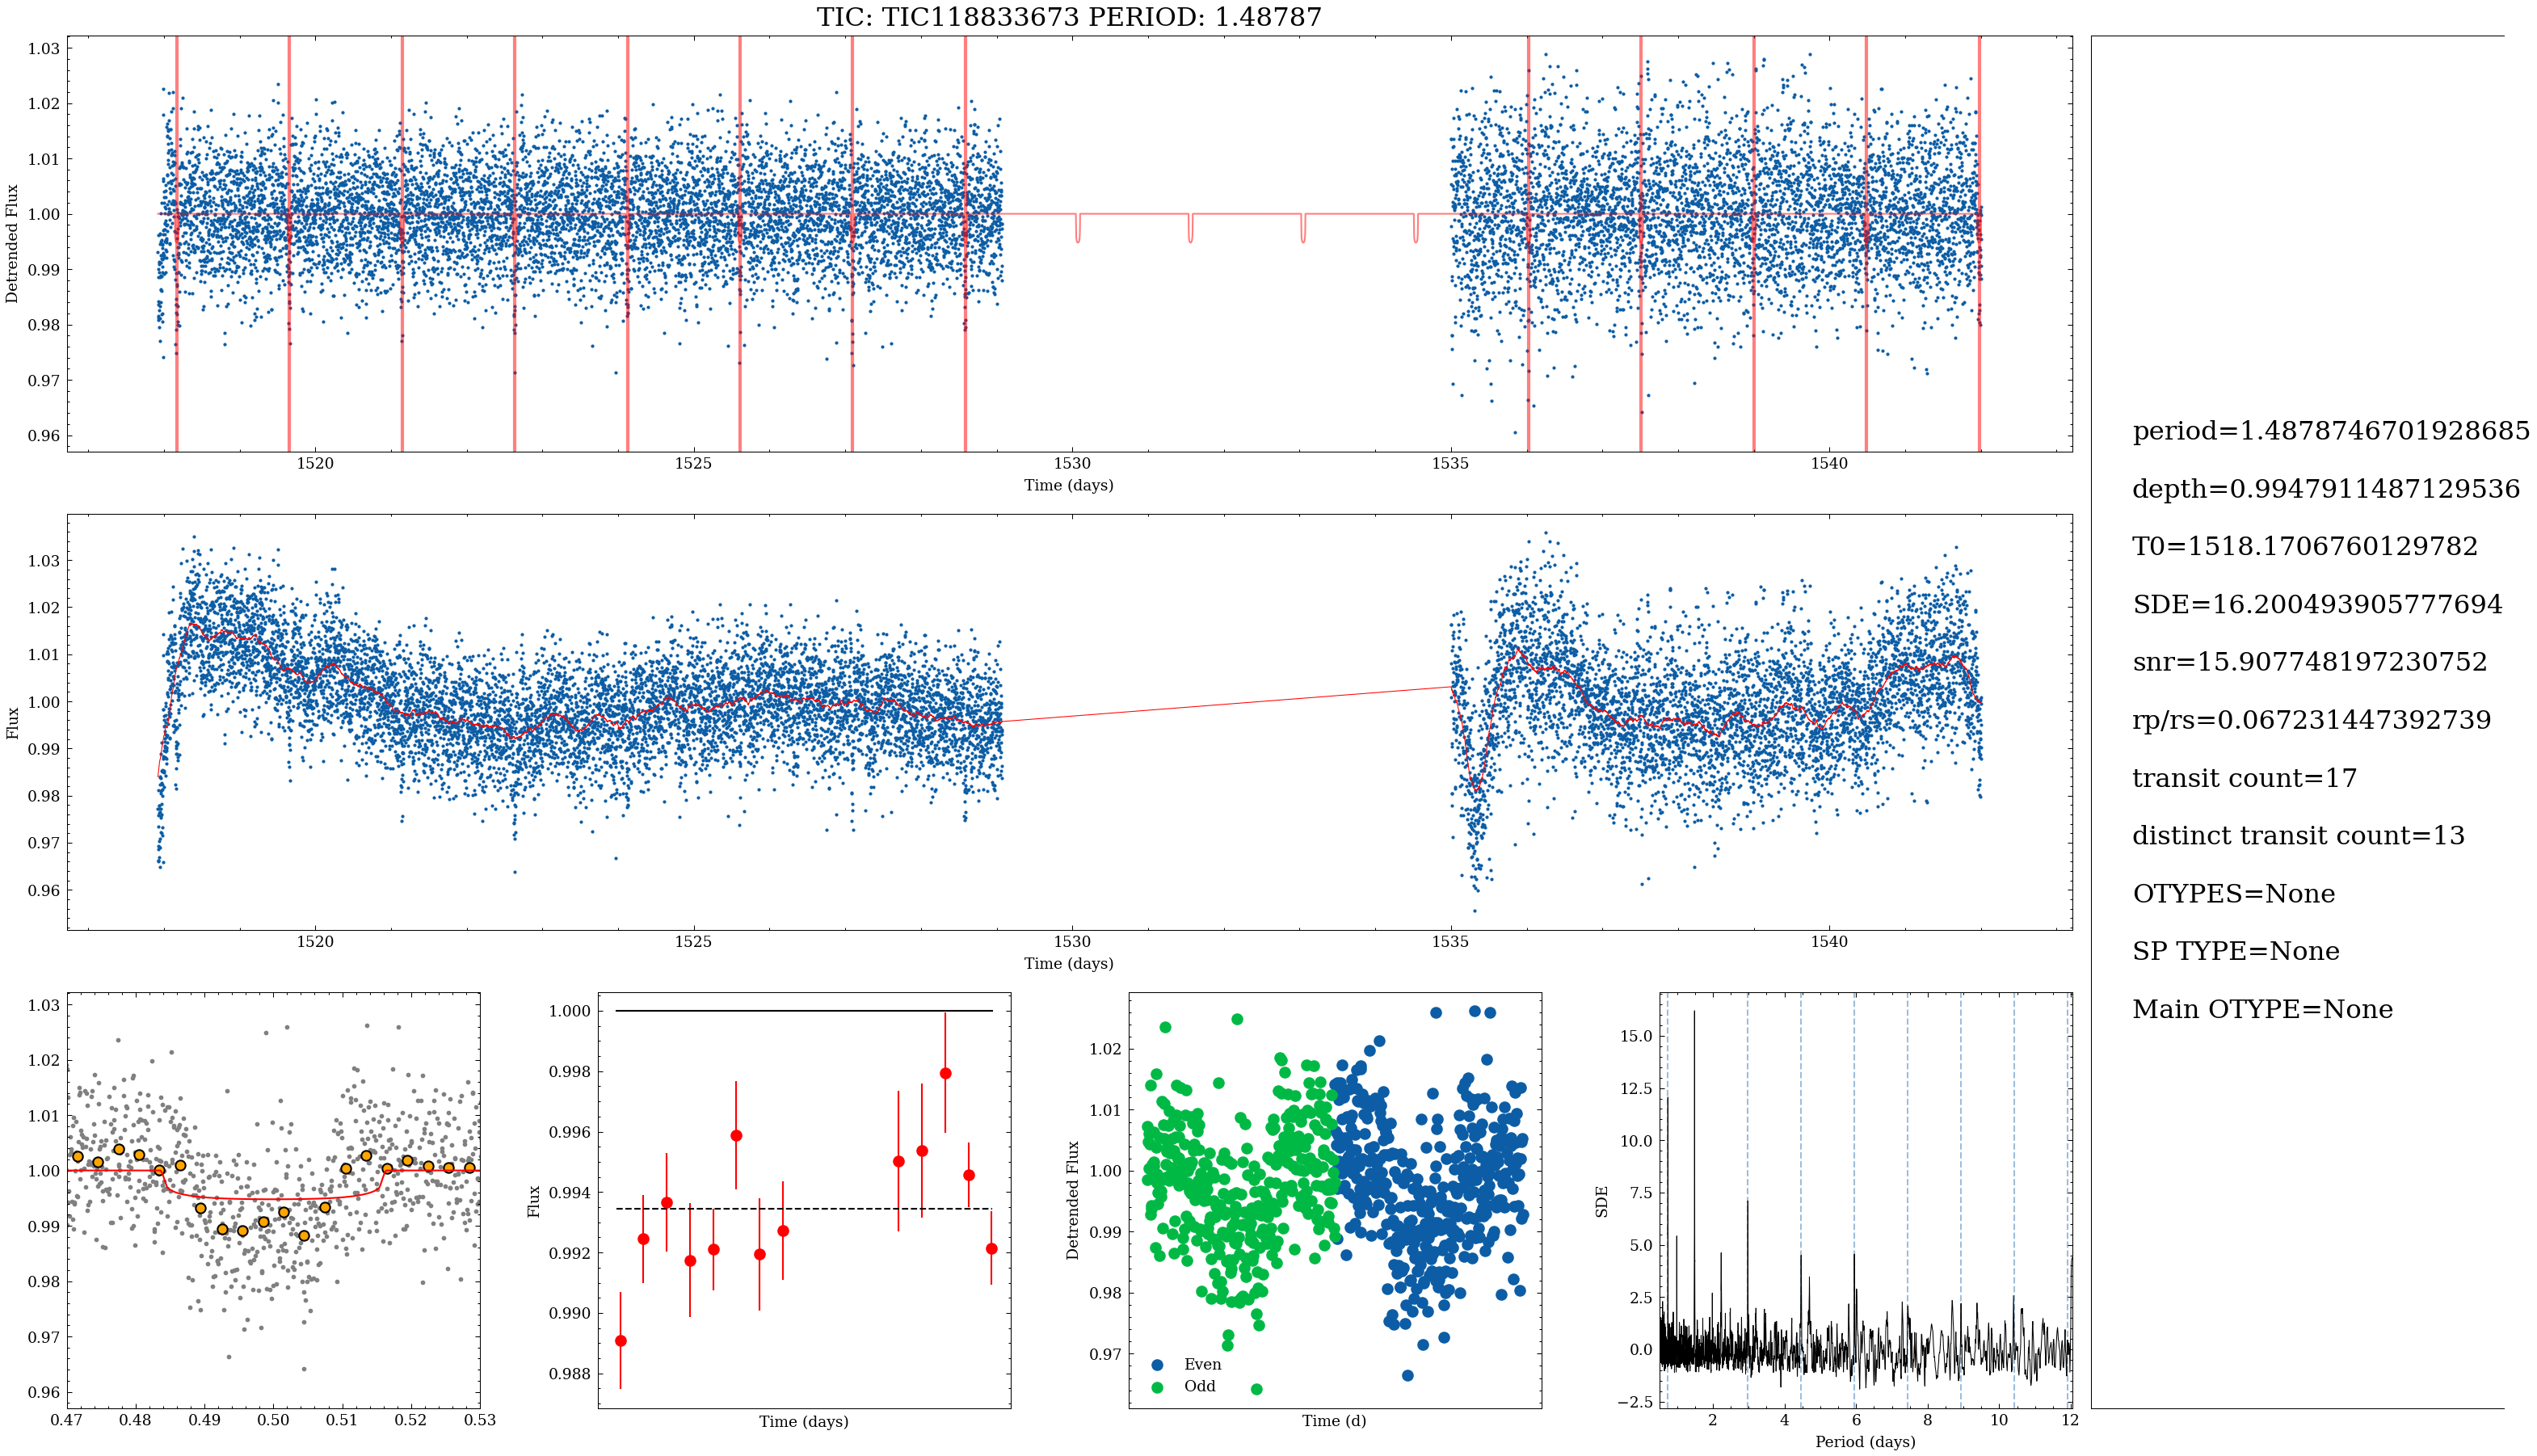 TIC: TIC118833673 PERIOD: 1.48787
1.03
1.02
1.01
1.00
0.99
0.98
0.97
0.96
Detrended Flux
1520
1525
1530
1535
1540
Time (days)
1.03
1.02
1.01
1.00
0.99
0.98
0.97
0.96
Flux
1520
1525
1530
1535
1540
Time (days)
1.03
1.02
1.01
1.00
0.99
0.98
0.97
0.96
0.47
0.48
0.49
0.50
0.51
0.52
0.53
1.000
0.998
0.996
0.994
0.992
0.990
0.988
Flux
Time (days)
1.02
1.01
1.00
0.99
0.98
0.97
Detrended Flux
Even
Odd
Time (d)
15.0
12.5
10.0
7.5
5.0
2.5
0.0
−2.5
SDE
2
4
6
8
10
12
Period (days)
period=1.4878746701928685
depth=0.9947911487129536
T0=1518.1706760129782
SDE=16.200493905777694
snr=15.907748197230752
rp/rs=0.067231447392739
transit count=17
distinct transit count=13
OTYPES=None
SP TYPE=None
Main OTYPE=None